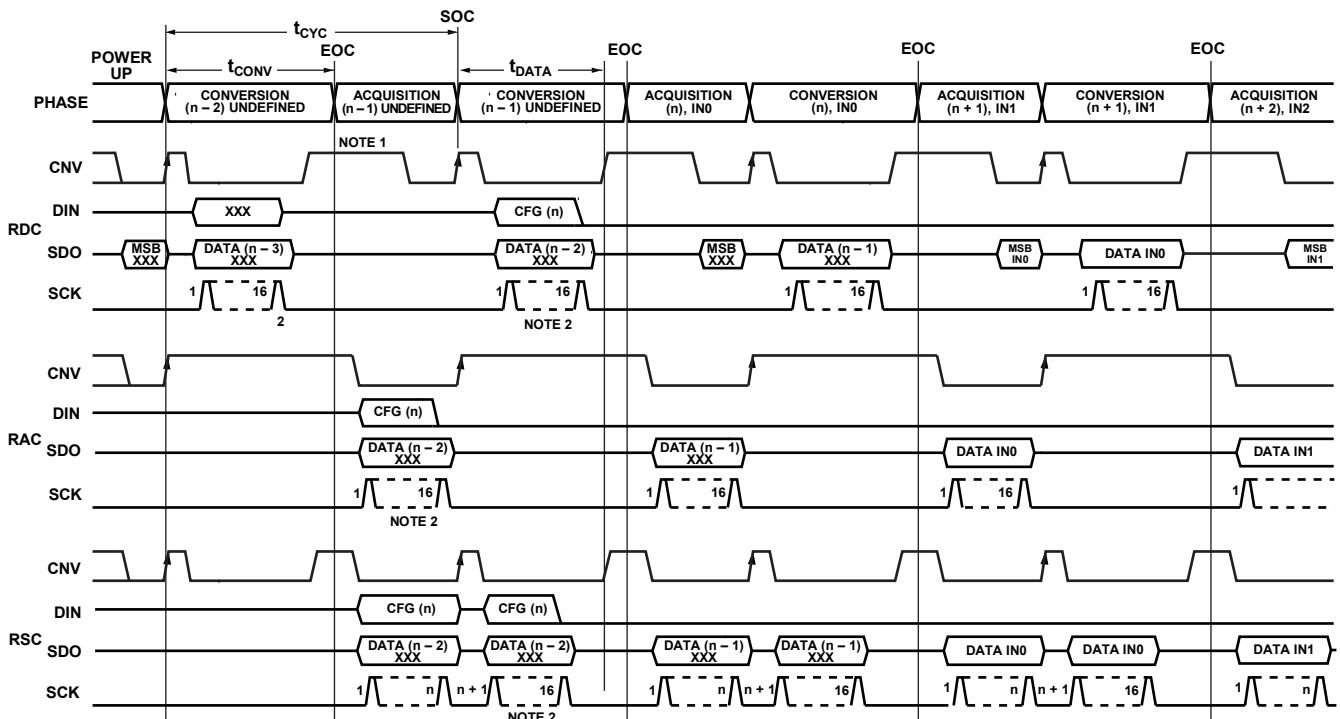 SOC
tCYC
EOC EOC EOC EOC
POWER
UP
tCONV tDATA
PHASE
CONVERSION
(n – 2) UNDEFINED
ACQUISITION
(n – 1) UNDEFINED
CONVERSION
(n – 1) UNDEFINED
ACQUISITION
(n), IN0
CONVERSION
(n), IN0
ACQUISITION
(n + 1), IN1
CONVERSION
(n + 1), IN1
ACQUISITION
(n + 2), IN2
NOTE 1
CNV
DIN XXX CFG (n)
RDC
SDO
MSB
XXX
DATA (n – 3)
XXX
DATA (n – 2)
XXX
MSB
XXX
DATA (n – 1)
XXX
MSB
IN0
DATA IN0
MSB
IN1
SCK 1 16 1 16 1 16 1 16
2
NOTE 2
CNV
DIN CFG (n)
RAC
SDO
DATA (n – 2)
XXX
DATA (n – 1)
XXX
DATA IN0 DATA IN1
SCK 1 16 1 16 1 16 1
NOTE 2
CNV
DIN CFG (n) CFG (n)
RSC
SDO
DATA (n – 2)
XXX
DATA (n – 2)
XXX
DATA (n – 1)
XXX
DATA (n – 1)
XXX
DATA IN0 DATA IN0 DATA IN1
SCK 1 n n + 1 16 1 n n + 1 16 1 n n + 1 16 1 n
NOTE 2